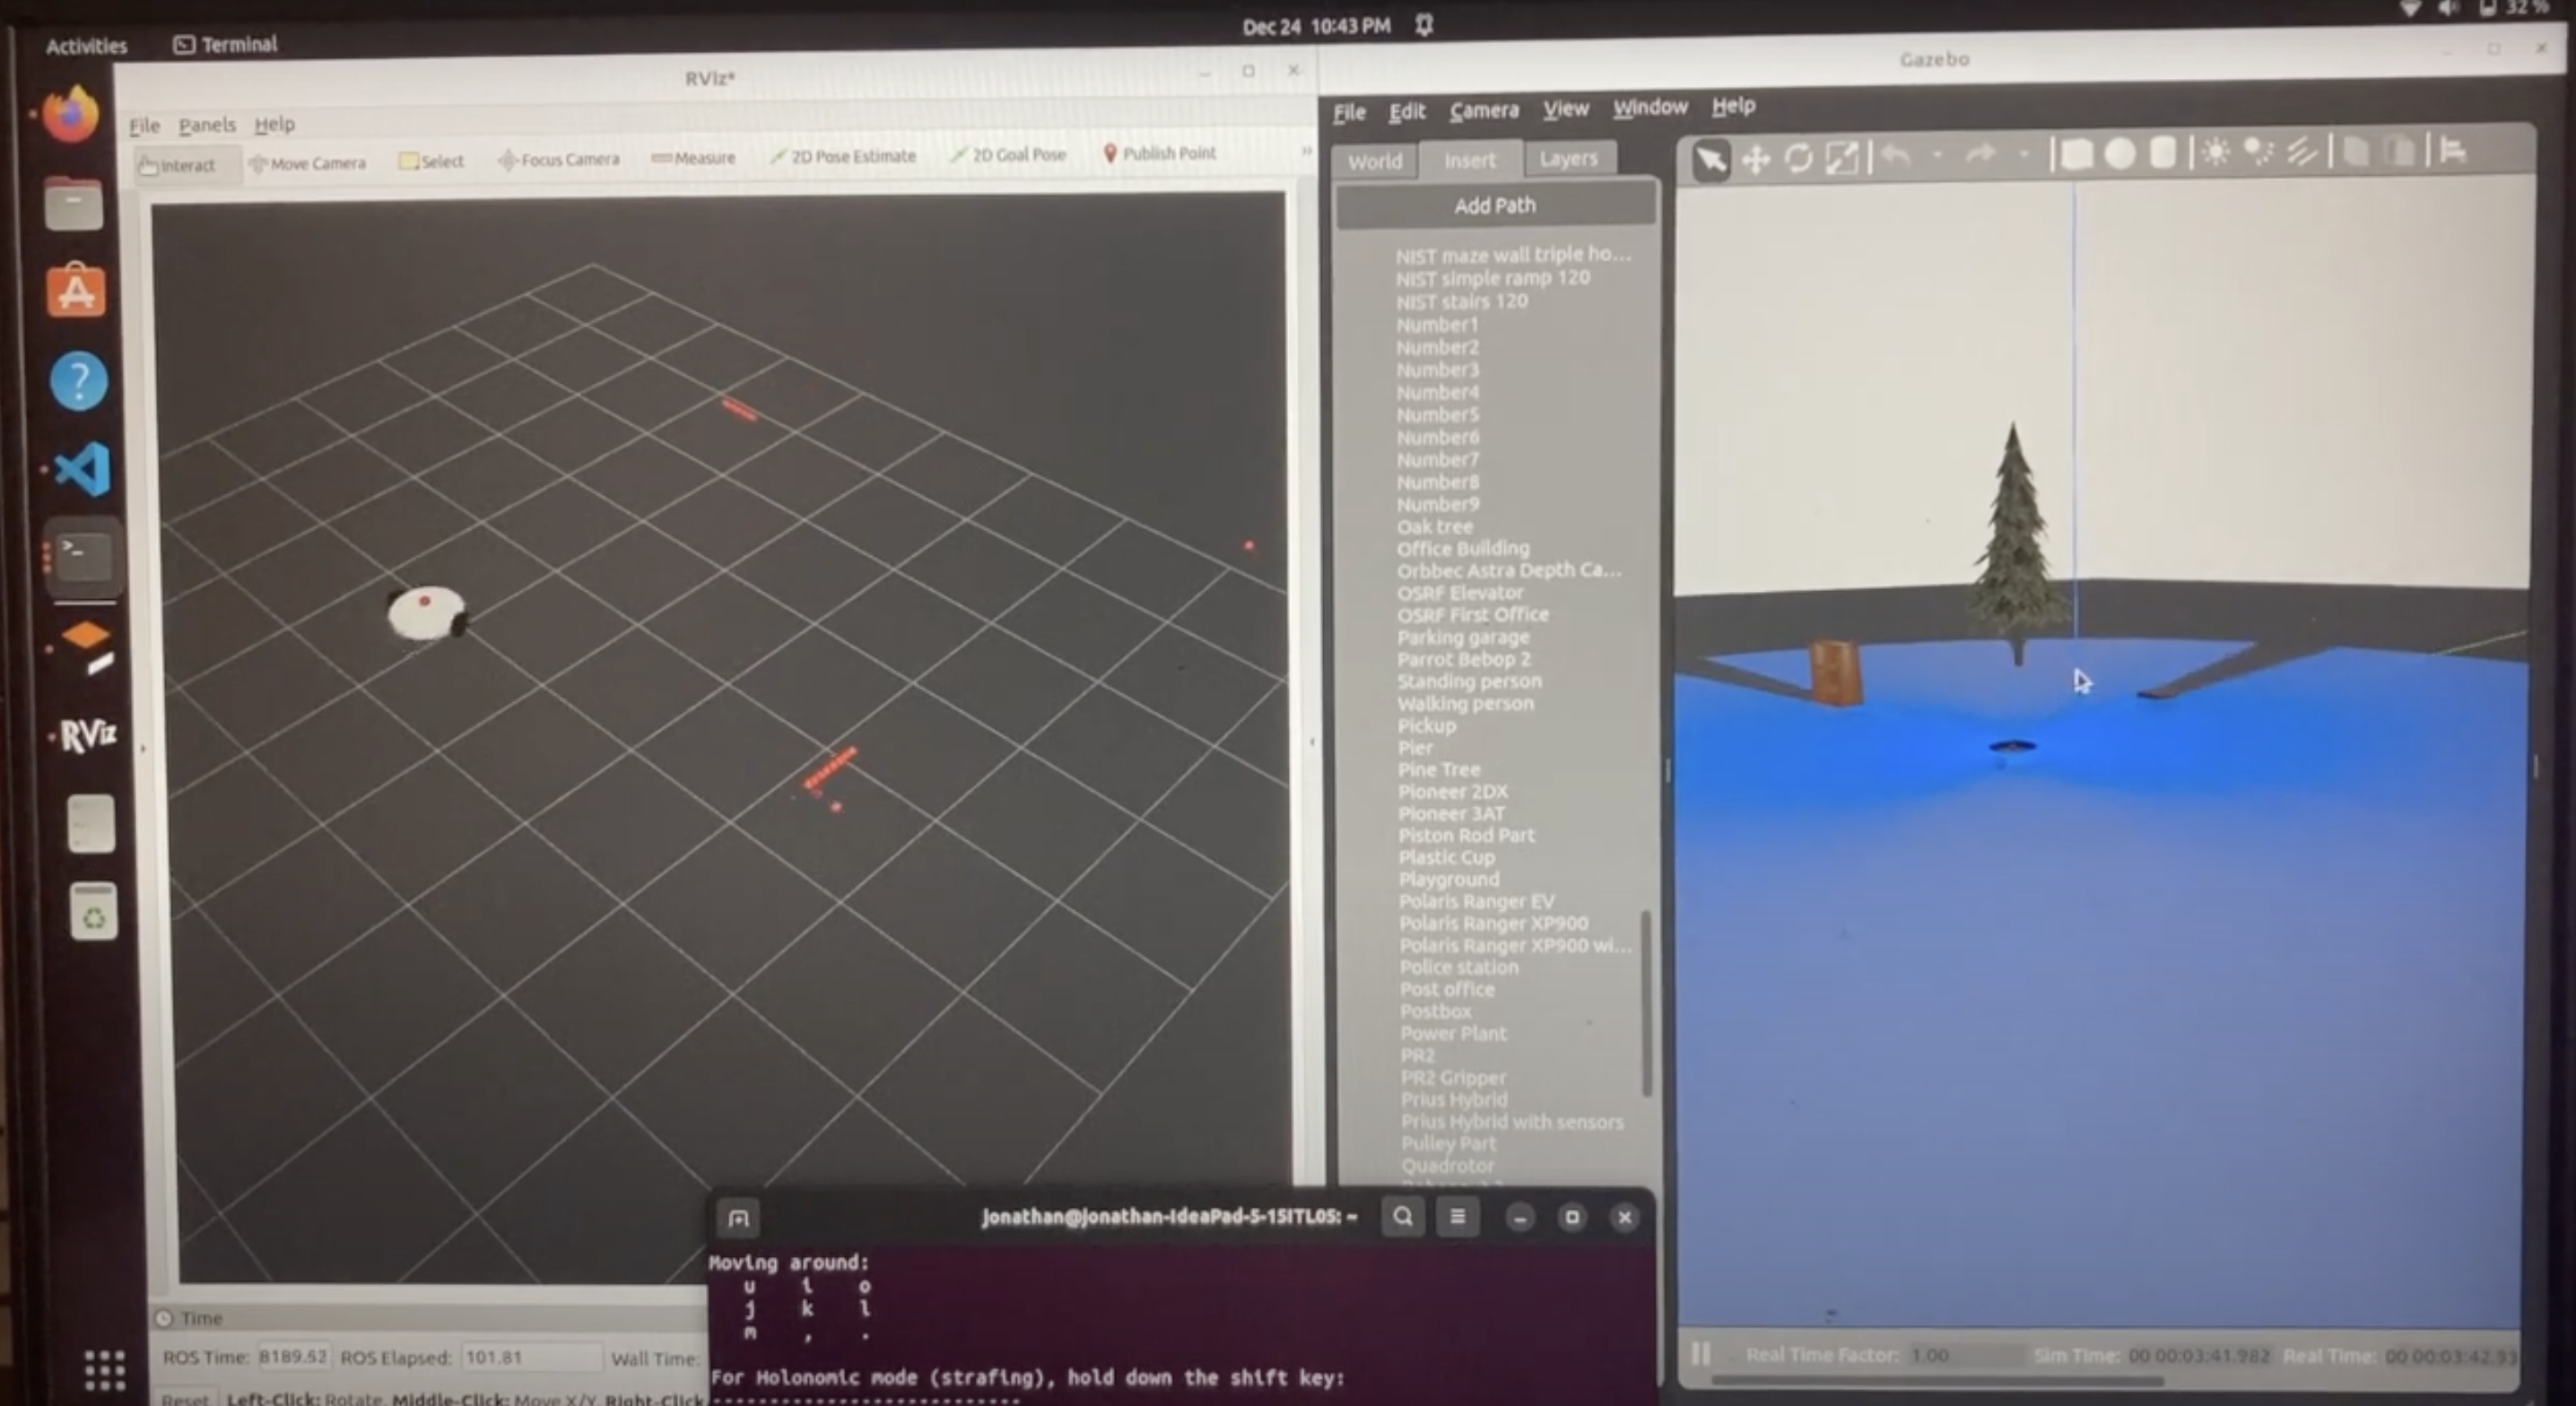 Dec 24 10:43 PM
32 %
Activities
Terminal
RViz*
Gazebo
File Panels Help
Interact Move Camera Select Focus Camera Measure 2D Pose Estimate 2D Goal Pose Publish Point
File Edit Camera View Window Help
World Insert Layers
Add Path
NIST maze wall triple ho...
NIST simple ramp 120
NIST stairs 120
Number1
Number2
Number3
Number4
Number5
Number6
Number7
Number8
Number9
Oak tree
Office Building
Orbbec Astra Depth Ca...
OSRF Elevator
OSRF First Office
Parking garage
Parrot Bebop 2
Standing person
Walking person
Pickup
Pier
Pine Tree
Pioneer 2DX
Pioneer 3AT
Piston Rod Part
Plastic Cup
Playground
Polaris Ranger EV
Polaris Ranger XP900
Polaris Ranger XP900 wi...
Police station
Post office
Postbox
Power Plant
PR2
PR2 Gripper
Prius Hybrid
Prius Hybrid with sensors
Pulley Part
Quadrotor
RViz
jonathan@jonathan-IdeaPad-5-15ITL05: ~
Moving around:
u i o
j k l
m , .
For Holonomic mode (strafing), hold down the shift key:
---------------------------
Time
ROS Time: 8189.52 ROS Elapsed: 101.81 Wall Time:
Reset Left-Click: Rotate. Middle-Click: Move X/Y. Right-Click
Real Time Factor: 1.00 Sim Time: 00 00:03:41.982 Real Time: 00 00:03:42.93